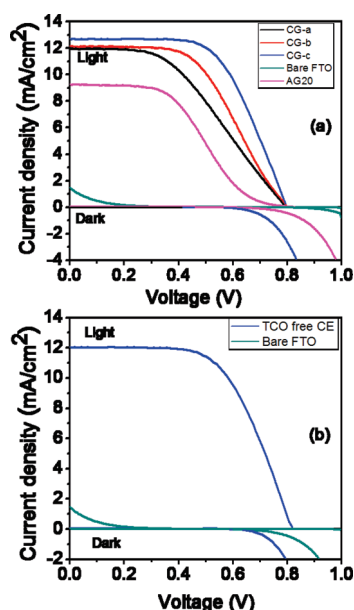 14
12
10
8
6
4
2
0
-2
-4
Current density (mA/cm²)
Light
Dark
CG-a
CG-b
CG-c
Bare FTO
AG20
(a)
0.0 0.2 0.4 0.6 0.8 1.0
Voltage (V)
14
12
10
8
6
4
2
0
-2
Current density (mA/cm²)
Light
Dark
TCO free CE
Bare FTO
(b)
0.0 0.2 0.4 0.6 0.8 1.0
Voltage (V)